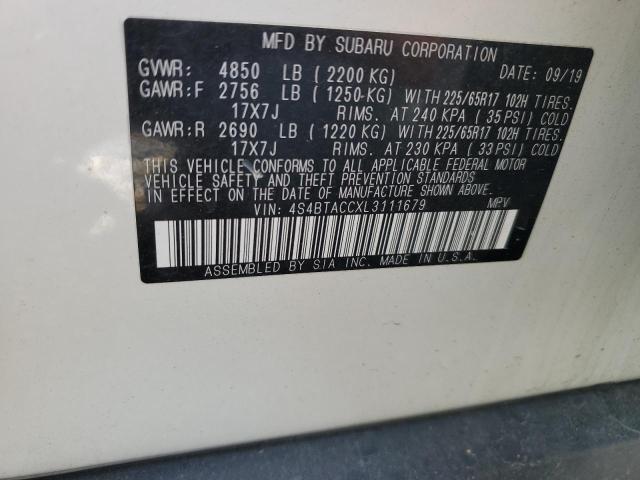 MFD BY SUBARU CORPORATION
GVWR: 4850 LB ( 2200 KG) DATE: 09/19
GAWR:F 2756 LB ( 1250 KG) WITH 225/65R17 102H TIRES.
17X7J RIMS. AT 240 KPA ( 35 PSI) COLD
GAWR:R 2690 LB ( 1220 KG) WITH 225/65R17 102H TIRES.
17X7J RIMS. AT 230 KPA ( 33 PSI) COLD
THIS VEHICLE CONFORMS TO ALL APPLICABLE FEDERAL MOTOR
VEHICLE SAFETY AND THEFT PREVENTION STANDARDS
IN EFFECT ON THE DATE OF MANUFACTURE SHOWN ABOVE.
VIN: 4S4BTACCXL3111679 MPV
ASSEMBLED BY SIA INC. MADE IN U.S.A.